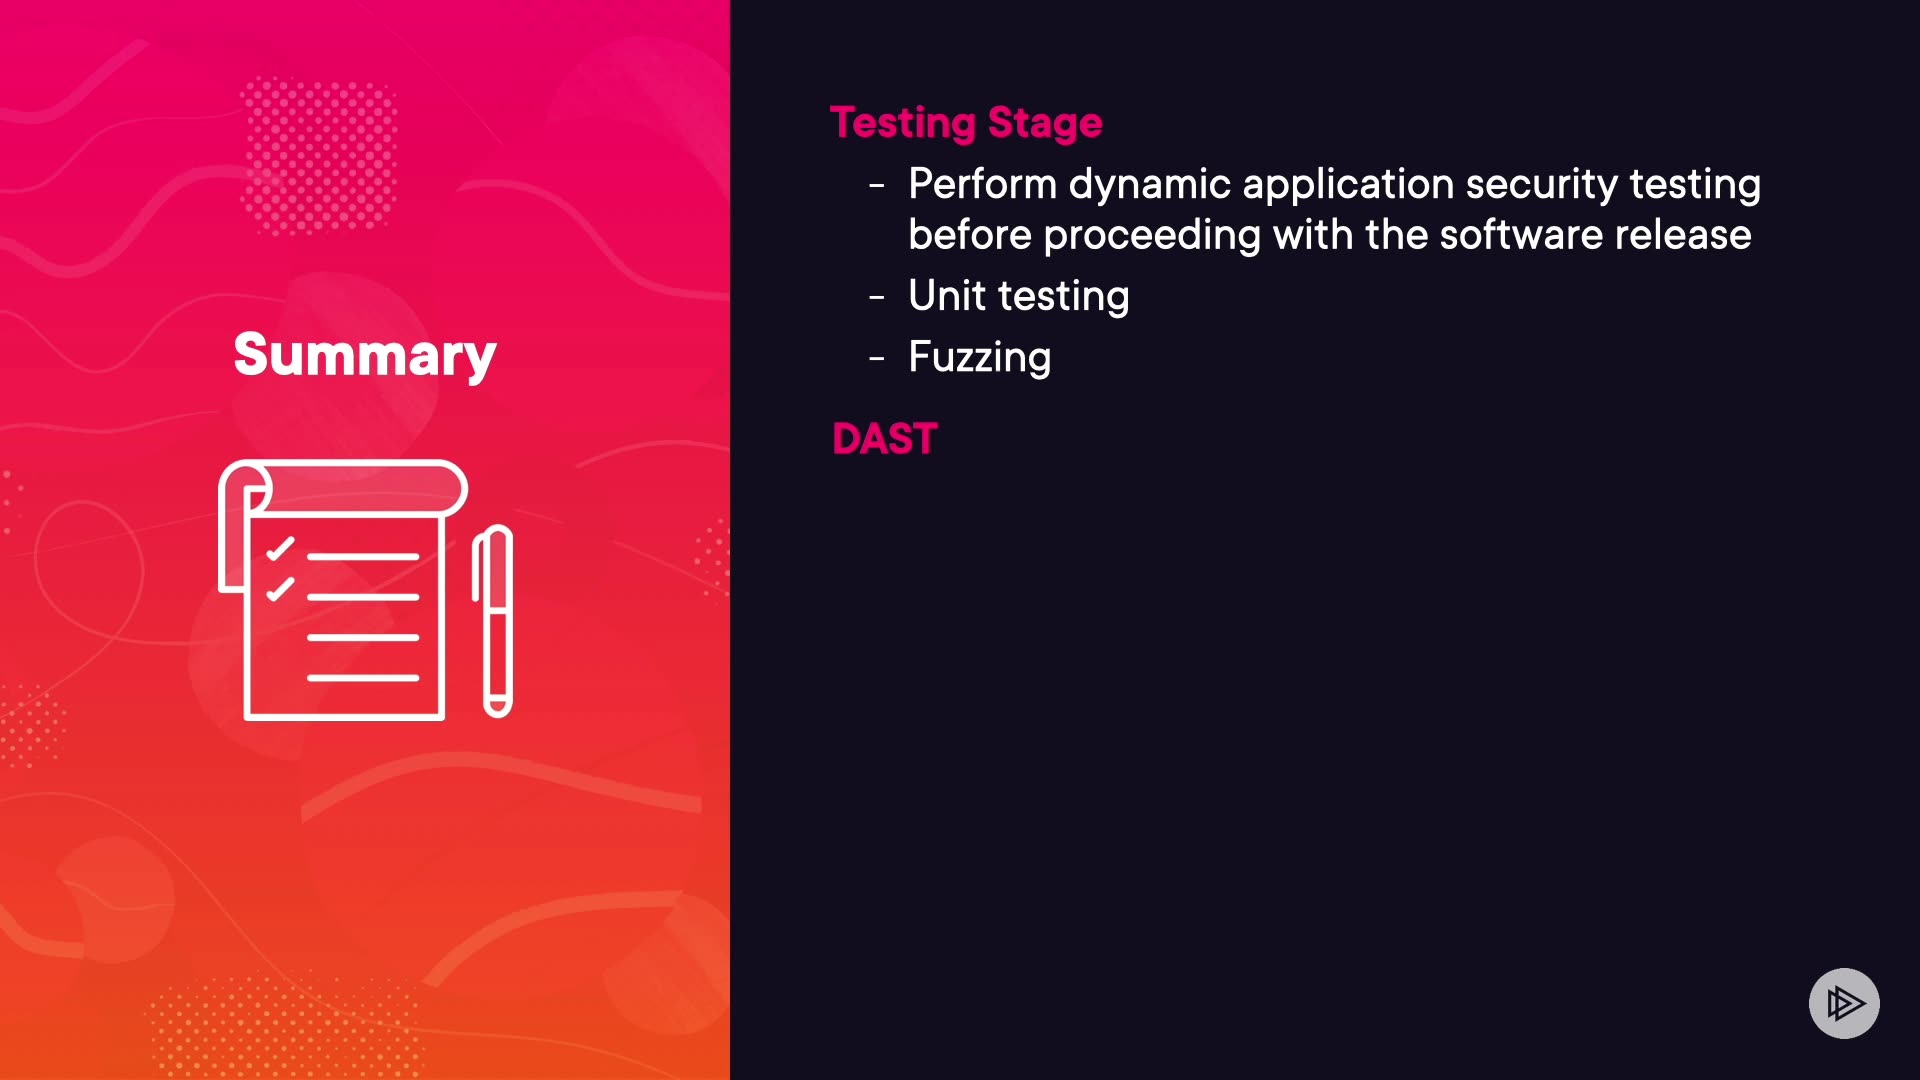 Summary
Testing Stage
- Perform dynamic application security testing
before proceeding with the software release
- Unit testing
- Fuzzing
DAST